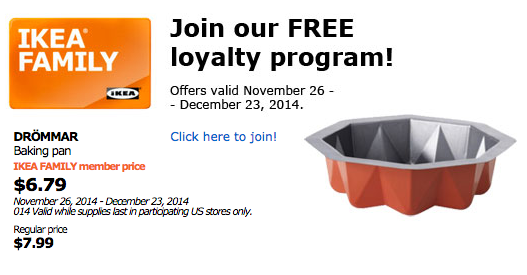 IKEA®
FAMILY
IKEA
Join our FREE
loyalty program!
Offers valid November 26 -
- December 23, 2014.
Click here to join!
DRÖMMAR
Baking pan
IKEA FAMILY member price
$6.79
November 26, 2014 - December 23, 2014
014 Valid while supplies last in participating US stores only.
Regular price
$7.99